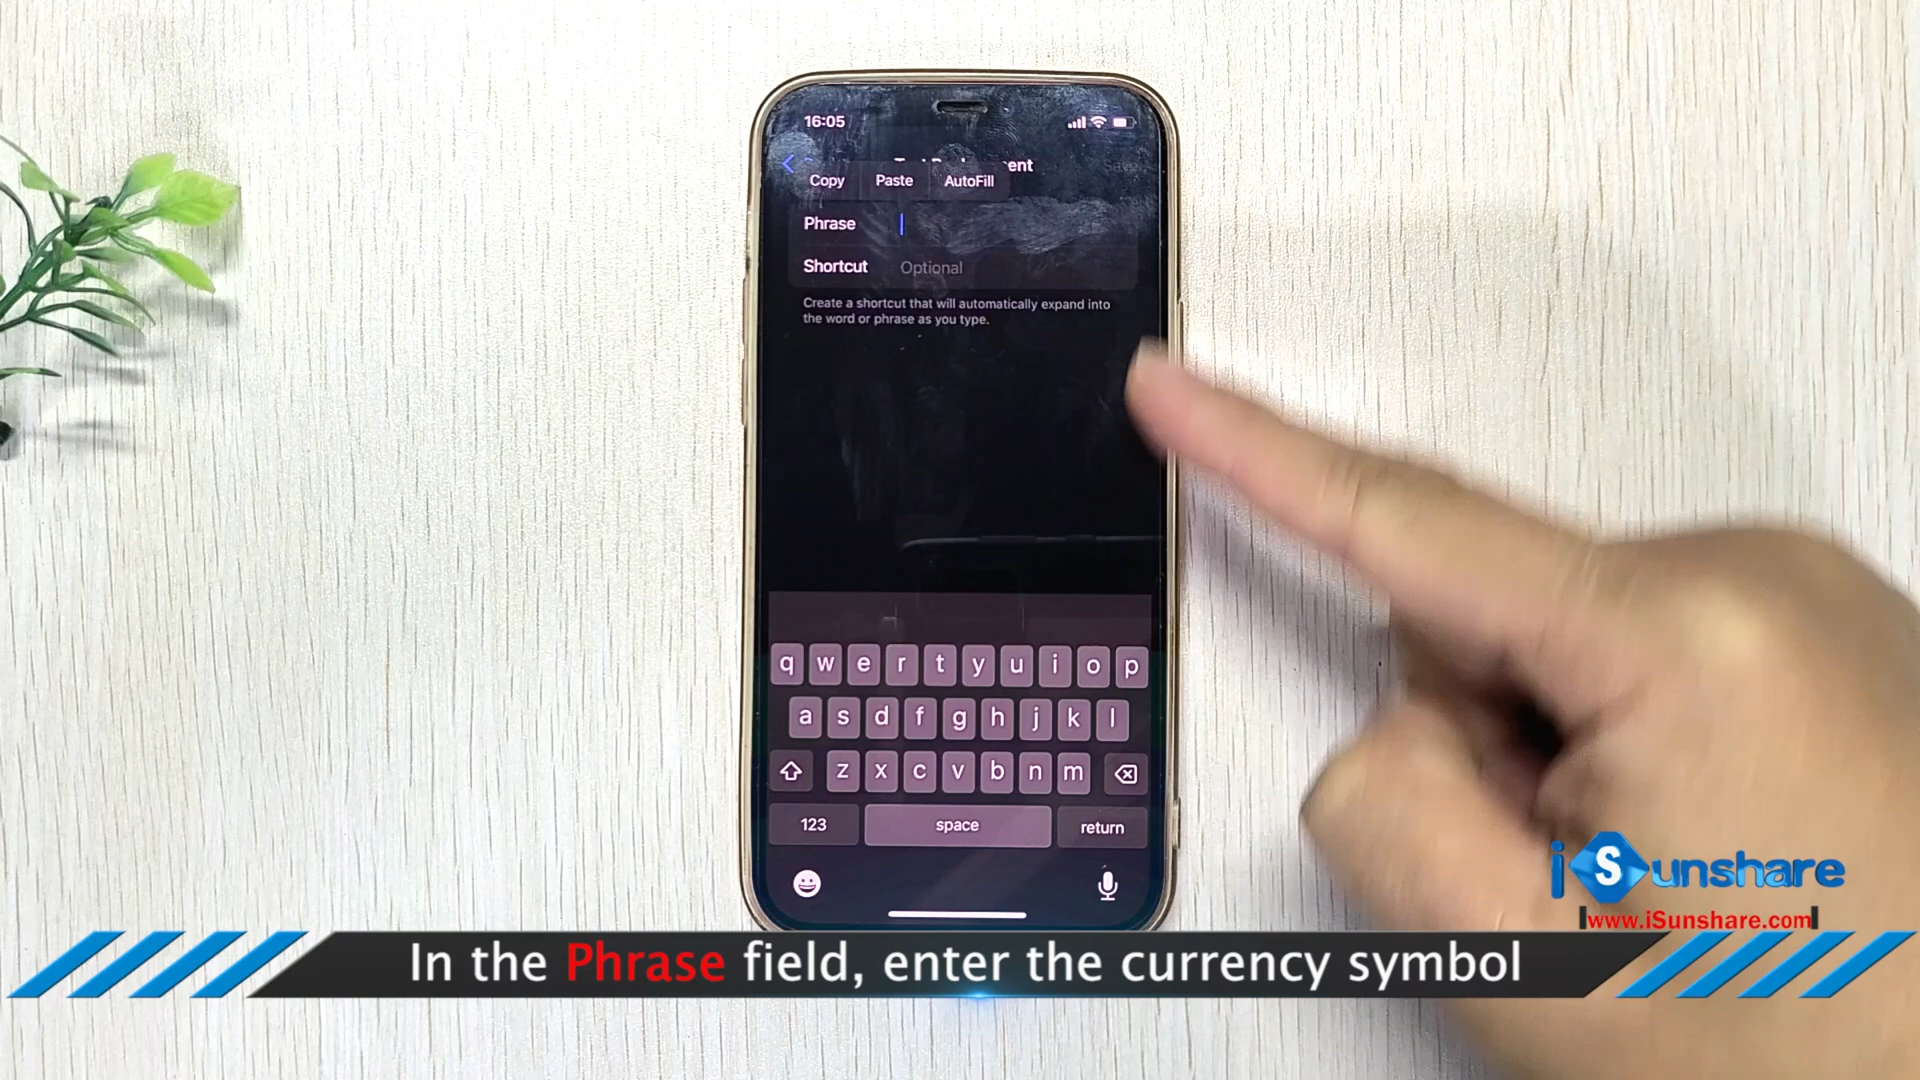 16:05
ent
Copy Paste AutoFill
Phrase
Shortcut Optional
Create a shortcut that will automatically expand into
the word or phrase as you type.
q w e r t y u i o p
a s d f g h j k l
z x c v b n m
123 space return
iSunshare
www.iSunshare.com
In the Phrase field, enter the currency symbol